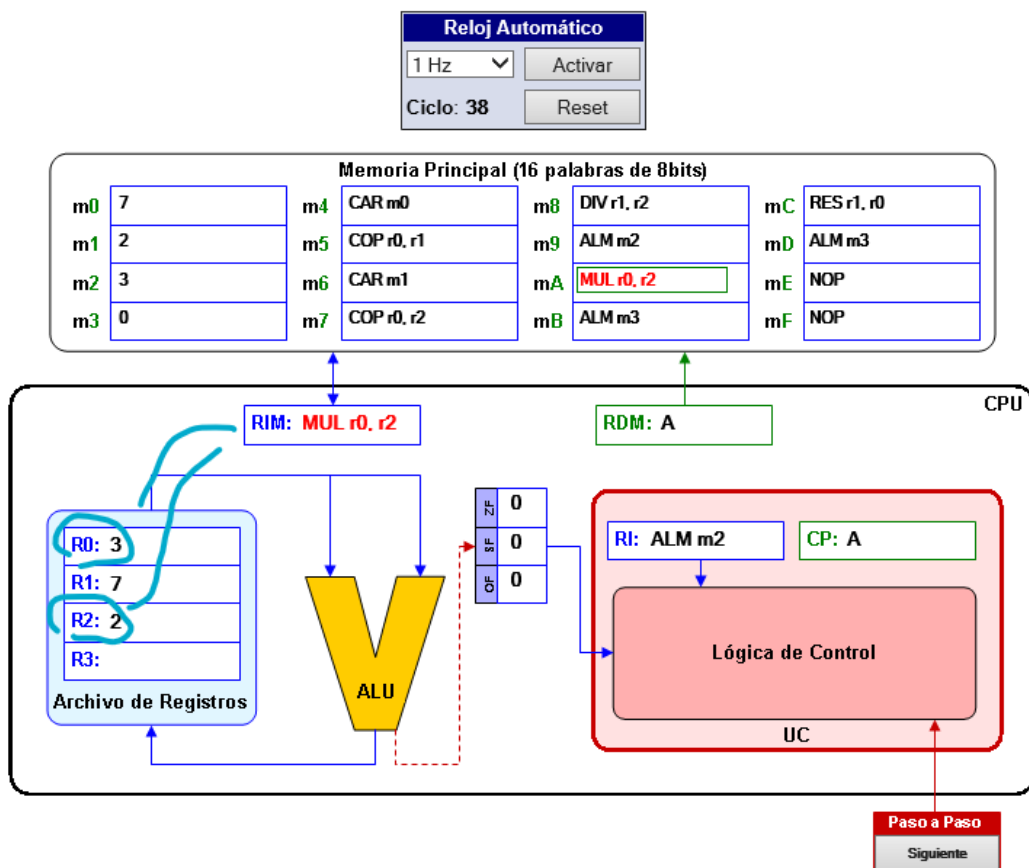 Reloj Automático
1 Hz Activar
Ciclo: 38 Reset
Memoria Principal (16 palabras de 8bits)
m0 7 m4 CAR m0 m8 DIV r1, r2 mC RES r1, r0
m1 2 m5 COP r0, r1 m9 ALM m2 mD ALM m3
m2 3 m6 CAR m1 mA MUL r0, r2 mE NOP
m3 0 m7 COP r0, r2 mB ALM m3 mF NOP
CPU
RIM: MUL r0, r2 RDM: A
R0: 3
R1: 7
R2: 2
R3:
Archivo de Registros
ALU
ZF 0
SF 0
OF 0
RI: ALM m2 CP: A
Lógica de Control
UC
Paso a Paso
Siguiente